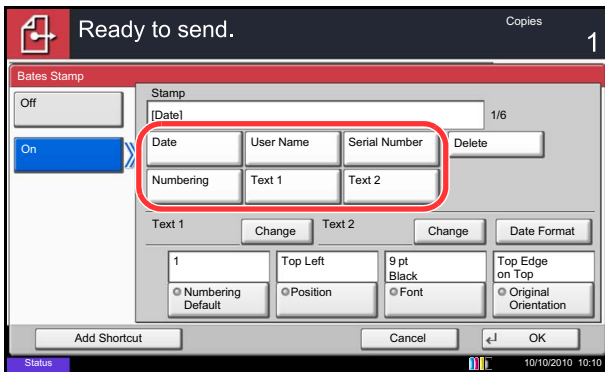 Ready to send.
Copies
1
Bates Stamp
Off
On
Stamp
[Date]
1/6
Date
User Name
Serial Number
Delete
Numbering
Text 1
Text 2
Text 1
Change
Text 2
Change
Date Format
1
Top Left
9 pt
Black
Top Edge
on Top
Numbering
Default
Position
Font
Original
Orientation
Add Shortcut
Cancel
OK
Status
10/10/2010 10:10